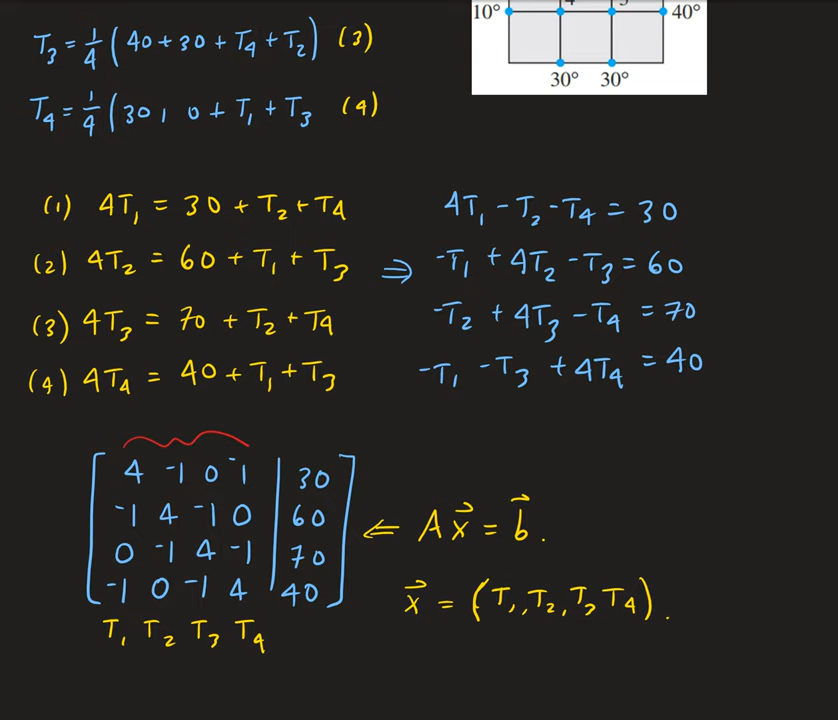 10° 40°
30° 30°
T₃ = 1/4 (40 + 30 + T₄ + T₂) (3)
T₄ = 1/4 (30 1 0 + T₁ + T₃ (4)
(1) 4T₁ = 30 + T₂ + T₄
(2) 4T₂ = 60 + T₁ + T₃
(3) 4T₃ = 70 + T₂ + T₄
(4) 4T₄ = 40 + T₁ + T₃
⇒
4T₁ - T₂ - T₄ = 30
-T₁ + 4T₂ - T₃ = 60
-T₂ + 4T₃ - T₄ = 70
-T₁ - T₃ + 4T₄ = 40
4 -1 0 -1 | 30
-1 4 -1 0 | 60
0 -1 4 -1 | 70
-1 0 -1 4 | 40
T₁ T₂ T₃ T₄
⇐ Ax⃗ = b⃗.
x⃗ = (T₁, T₂, T₃ T₄).